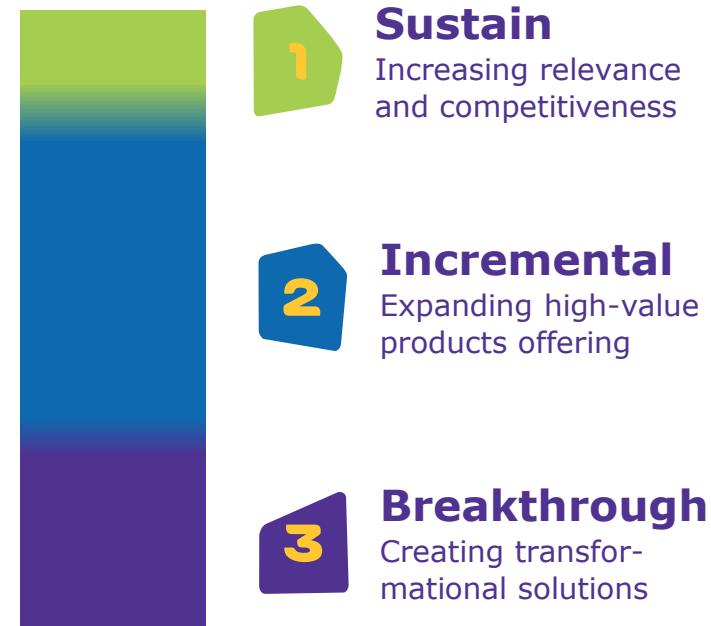 1
Sustain
Increasing relevance
and competitiveness
2
Incremental
Expanding high-value
products offering
3
Breakthrough
Creating transfor-
mational solutions